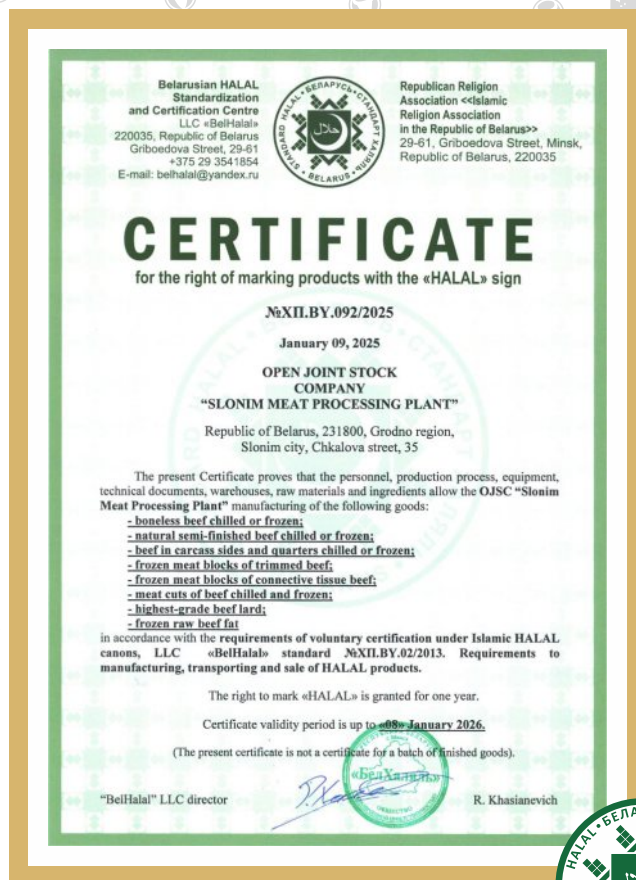 Belarusian HALAL
Standardization
and Certification Centre
LLC «BelHalal»
220035, Republic of Belarus
Griboedova Street, 29-61
+375 29 3541854
E-mail: belhalal@yandex.ru
STANDARD HALAL • БЕЛАРУСЬ • СТАНДАРТ ХАЛЯЛЬ • BELARUS •
حلال
Republican Religion
Association <<Islamic
Religion Association
in the Republic of Belarus>>
29-61, Griboedova Street, Minsk,
Republic of Belarus, 220035
CERTIFICATE
for the right of marking products with the «HALAL» sign
№ХП.BY.092/2025
January 09, 2025
OPEN JOINT STOCK
COMPANY
“SLONIM MEAT PROCESSING PLANT”
Republic of Belarus, 231800, Grodno region,
Slonim city, Chkalova street, 35
The present Certificate proves that the personnel, production process, equipment,
technical documents, warehouses, raw materials and ingredients allow the OJSC “Slonim
Meat Processing Plant” manufacturing of the following goods:
- boneless beef chilled or frozen;
- natural semi-finished beef chilled or frozen;
- beef in carcass sides and quarters chilled or frozen;
- frozen meat blocks of trimmed beef;
- frozen meat blocks of connective tissue beef;
- meat cuts of beef chilled and frozen;
- highest-grade beef lard;
- frozen raw beef fat
in accordance with the requirements of voluntary certification under Islamic HALAL
canons, LLC «BelHalal» standard №ХП.BY.02/2013. Requirements to
manufacturing, transporting and sale of HALAL products.
The right to mark «HALAL» is granted for one year.
Certificate validity period is up to «08» January 2026.
(The present certificate is not a certificate for a batch of finished goods).
«БелХаляль»
“BelHalal” LLC director
R. Khasianevich
HALAL • БЕЛА